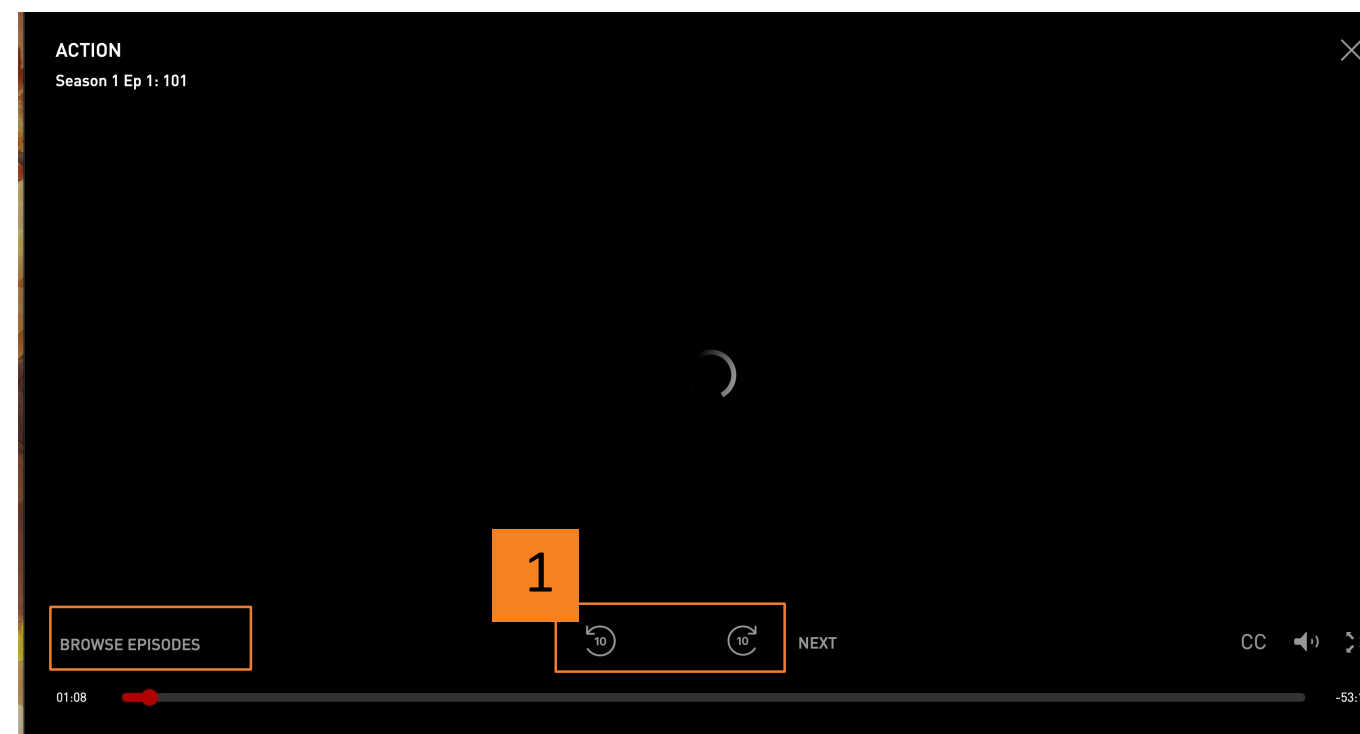 ACTION
Season 1 Ep 1: 101
1
BROWSE EPISODES
10
10
NEXT
CC
01:08